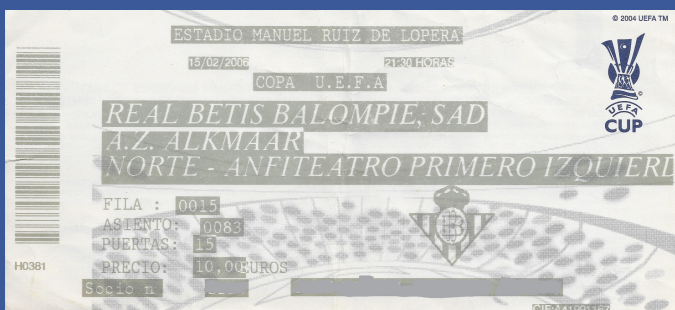 © 2004 UEFA TM
ESTADIO MANUEL RUIZ DE LOPERA
15/02/2006 21:30 HORAS
COPA U.E.F.A
UEFA
CUP
REAL BETIS BALOMPIE, SAD
A.Z. ALKMAAR
NORTE - ANFITEATRO PRIMERO IZQUIERD
FILA : 0015
ASIENTO: 0083
PUERTAS: 15
H0381
PRECIO: 10,00EUROS
Socio n